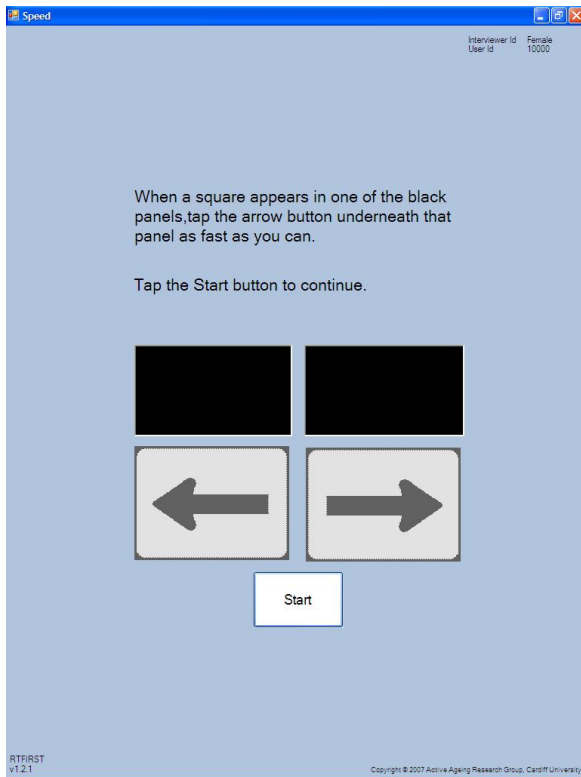 Speed
Interviewer Id Female
User Id 10000
When a square appears in one of the black
panels,tap the arrow button underneath that
panel as fast as you can.
Tap the Start button to continue.
Start
RTFIRST
v1.2.1
Copyright © 2007 Active Ageing Research Group, Cardiff University